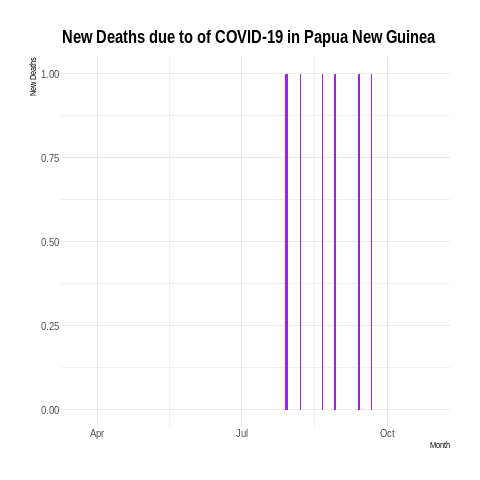 New Deaths due to of COVID-19 in Papua New Guinea
New Deaths
1.00
0.75
0.50
0.25
0.00
Apr
Jul
Oct
Month